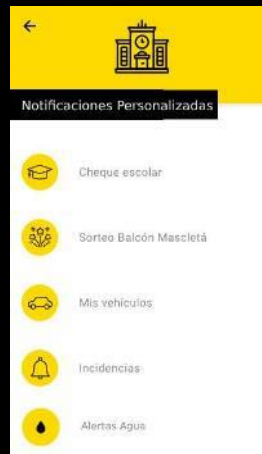 Notificaciones Personalizadas
Cheque escolar
Sorteo Balcón Mascletá
Mis vehículos
Incidencias
Alertas Agua